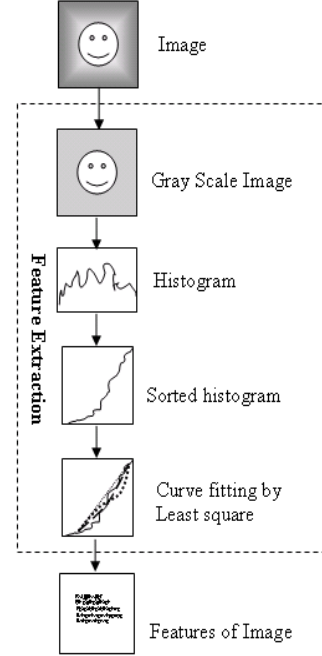 Image
Gray Scale Image
Histogram
Feature Extraction
Sorted histogram
Curve fitting by
Least square
Features of Image